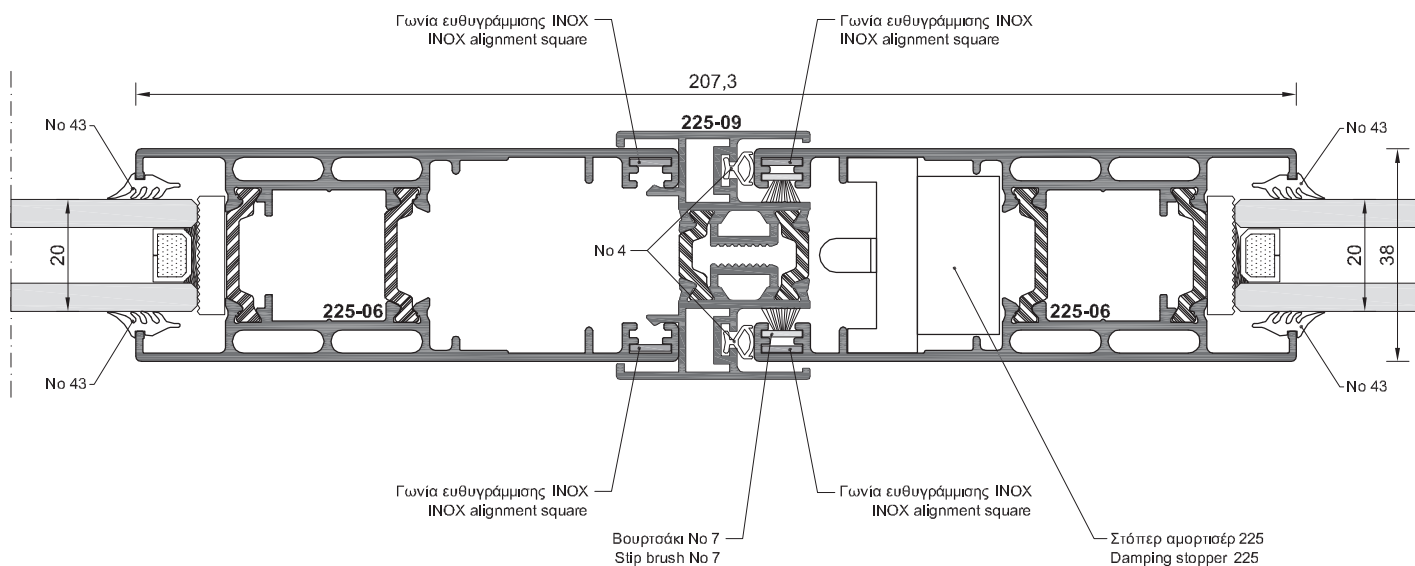 Γωνία ευθυγράμμισης INOX
INOX alignment square
Γωνία ευθυγράμμισης INOX
INOX alignment square
207,3
No 43
225-09
No 43
20
No 4
20
38
225-06
225-06
No 43
No 43
Γωνία ευθυγράμμισης INOX
INOX alignment square
Γωνία ευθυγράμμισης INOX
INOX alignment square
Βουρτσάκι No 7
Stip brush No 7
Στόπερ αμορτισέρ 225
Damping stopper 225